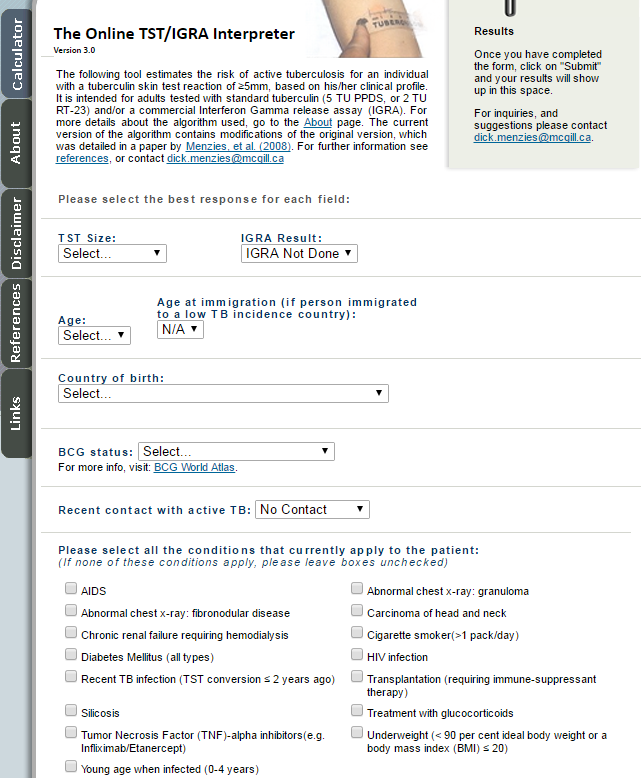 Calculator
About
Disclaimer
References
Links
The Online TST/IGRA Interpreter
Version 3.0
The following tool estimates the risk of active tuberculosis for an individual
with a tuberculin skin test reaction of ≥5mm, based on his/her clinical profile.
It is intended for adults tested with standard tuberculin (5 TU PPDS, or 2 TU
RT-23) and/or a commercial Interferon Gamma release assay (IGRA). For
more details about the algorithm used, go to the About page. The current
version of the algorithm contains modifications of the original version, which
was detailed in a paper by Menzies, et al. (2008). For further information see
references, or contact dick.menzies@mcgill.ca
Results
Once you have completed
the form, click on "Submit"
and your results will show
up in this space.
For inquiries, and
suggestions please contact
dick.menzies@mcgill.ca.
Please select the best response for each field:
TST Size:
Select...
IGRA Result:
IGRA Not Done
Age:
Select...
Age at immigration (if person immigrated
to a low TB incidence country):
N/A
Country of birth:
Select...
BCG status: Select...
For more info, visit: BCG World Atlas.
Recent contact with active TB: No Contact
Please select all the conditions that currently apply to the patient:
(If none of these conditions apply, please leave boxes unchecked)
AIDS
Abnormal chest x-ray: granuloma
Abnormal chest x-ray: fibronodular disease
Carcinoma of head and neck
Chronic renal failure requiring hemodialysis
Cigarette smoker(>1 pack/day)
Diabetes Mellitus (all types)
HIV infection
Recent TB infection (TST conversion ≤ 2 years ago)
Transplantation (requiring immune-suppressant
therapy)
Silicosis
Treatment with glucocorticoids
Tumor Necrosis Factor (TNF)-alpha inhibitors(e.g.
Infliximab/Etanercept)
Underweight (< 90 per cent ideal body weight or a
body mass index (BMI) ≤ 20)
Young age when infected (0-4 years)